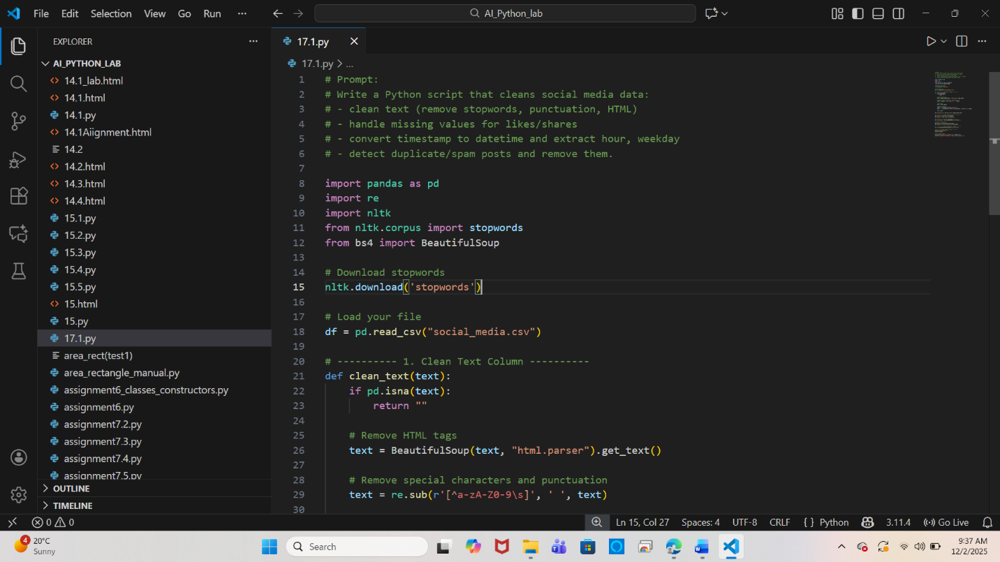 File Edit Selection View Go Run ··· AI_Python_lab
EXPLORER ···
AI_PYTHON_LAB
14.1_lab.html
14.1.html
14.1.py
14.1Aiignment.html
14.2
14.2.html
14.3.html
14.4.html
15.1.py
15.2.py
15.3.py
15.4.py
15.5.py
15.html
15.py
17.1.py
area_rect(test1)
area_rectangle_manual.py
assignment6_classes_constructors.py
assignment6.py
assignment7.2.py
assignment7.3.py
assignment7.4.py
assignment7.5.py
OUTLINE
TIMELINE
17.1.py
17.1.py > ...
1 # Prompt:
2 # Write a Python script that cleans social media data:
3 # - clean text (remove stopwords, punctuation, HTML)
4 # - handle missing values for likes/shares
5 # - convert timestamp to datetime and extract hour, weekday
6 # - detect duplicate/spam posts and remove them.
7
8 import pandas as pd
9 import re
10 import nltk
11 from nltk.corpus import stopwords
12 from bs4 import BeautifulSoup
13
14 # Download stopwords
15 nltk.download('stopwords')
16
17 # Load your file
18 df = pd.read_csv("social_media.csv")
19
20 # ---------- 1. Clean Text Column ----------
21 def clean_text(text):
22 if pd.isna(text):
23 return ""
24
25 # Remove HTML tags
26 text = BeautifulSoup(text, "html.parser").get_text()
27
28 # Remove special characters and punctuation
29 text = re.sub(r'[^a-zA-Z0-9\s]', ' ', text)
30
0 0 Ln 15, Col 27 Spaces: 4 UTF-8 CRLF { } Python 3.11.4 Go Live
4 20°C
Sunny
Search
9:37 AM
12/2/2025